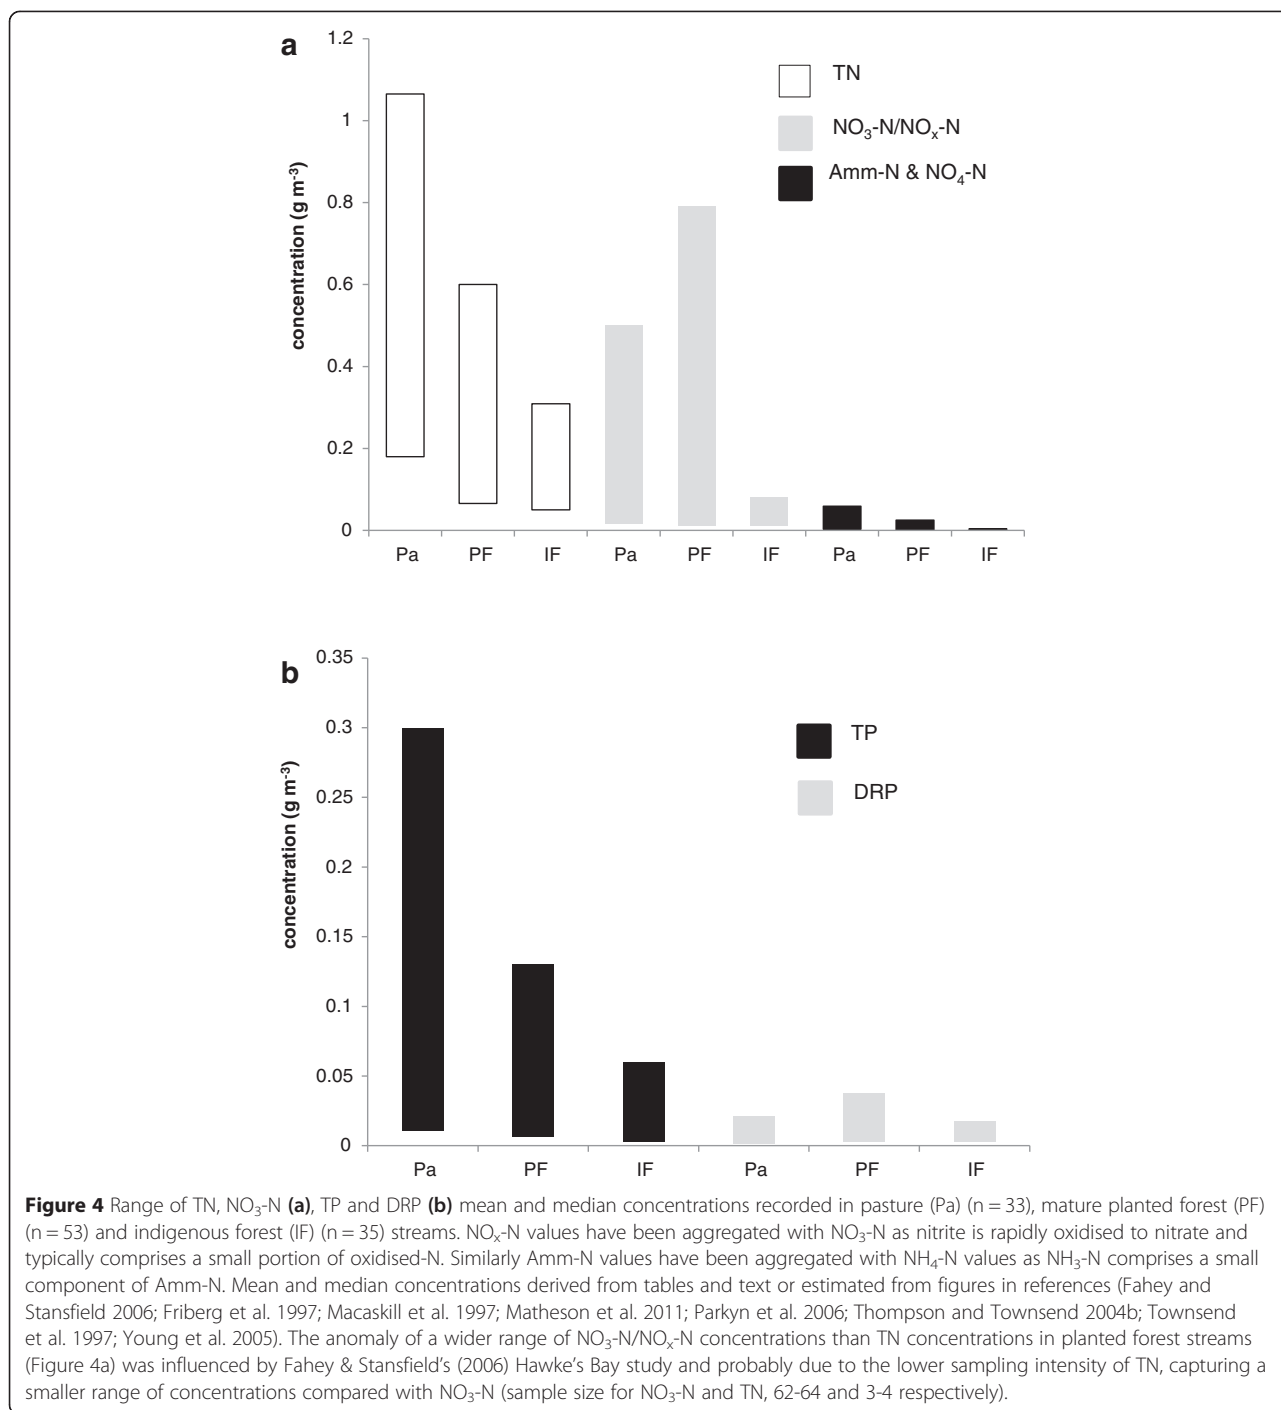 a
1.2
1
0.8
0.6
0.4
0.2
0
concentration (g m⁻³)
TN
NO₃-N/NOₓ-N
Amm-N & NO₄-N
Pa PF IF Pa PF IF Pa PF IF
b
0.35
0.3
0.25
0.2
0.15
0.1
0.05
0
concentration (g m⁻³)
TP
DRP
Pa PF IF Pa PF IF
Figure 4 Range of TN, NO₃-N (a), TP and DRP (b) mean and median concentrations recorded in pasture (Pa) (n = 33), mature planted forest (PF)
(n = 53) and indigenous forest (IF) (n = 35) streams. NOₓ-N values have been aggregated with NO₃-N as nitrite is rapidly oxidised to nitrate and
typically comprises a small portion of oxidised-N. Similarly Amm-N values have been aggregated with NH₄-N values as NH₃-N comprises a small
component of Amm-N. Mean and median concentrations derived from tables and text or estimated from figures in references (Fahey and
Stansfield 2006; Friberg et al. 1997; Macaskill et al. 1997; Matheson et al. 2011; Parkyn et al. 2006; Thompson and Townsend 2004b; Townsend
et al. 1997; Young et al. 2005). The anomaly of a wider range of NO₃-N/NOₓ-N concentrations than TN concentrations in planted forest streams
(Figure 4a) was influenced by Fahey & Stansfield's (2006) Hawke's Bay study and probably due to the lower sampling intensity of TN, capturing a
smaller range of concentrations compared with NO₃-N (sample size for NO₃-N and TN, 62-64 and 3-4 respectively).